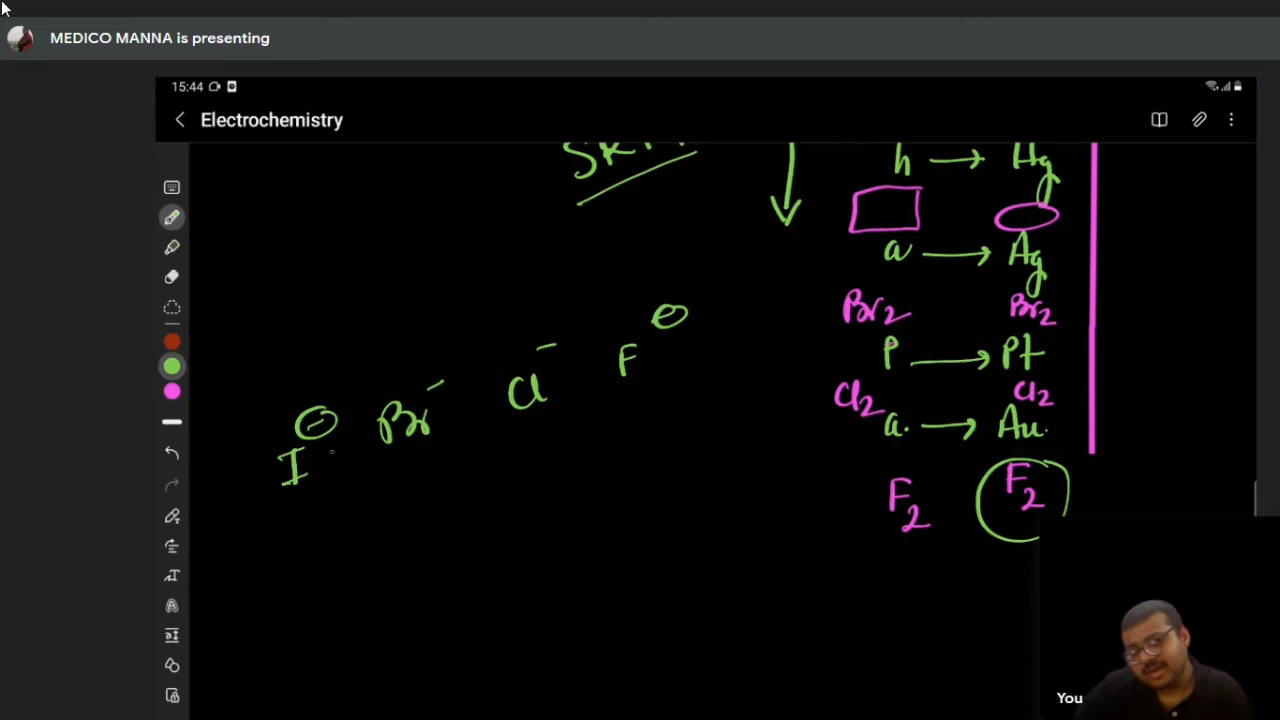 MEDICO MANNA is presenting
15:44
Electrochemistry
h → Hg
a → Ag
Br₂ Br₂
P → Pt
Cl₂ Cl₂
a. → Au.
F₂ F₂
I⊖ Br⁻ Cl⁻ F⊖
You